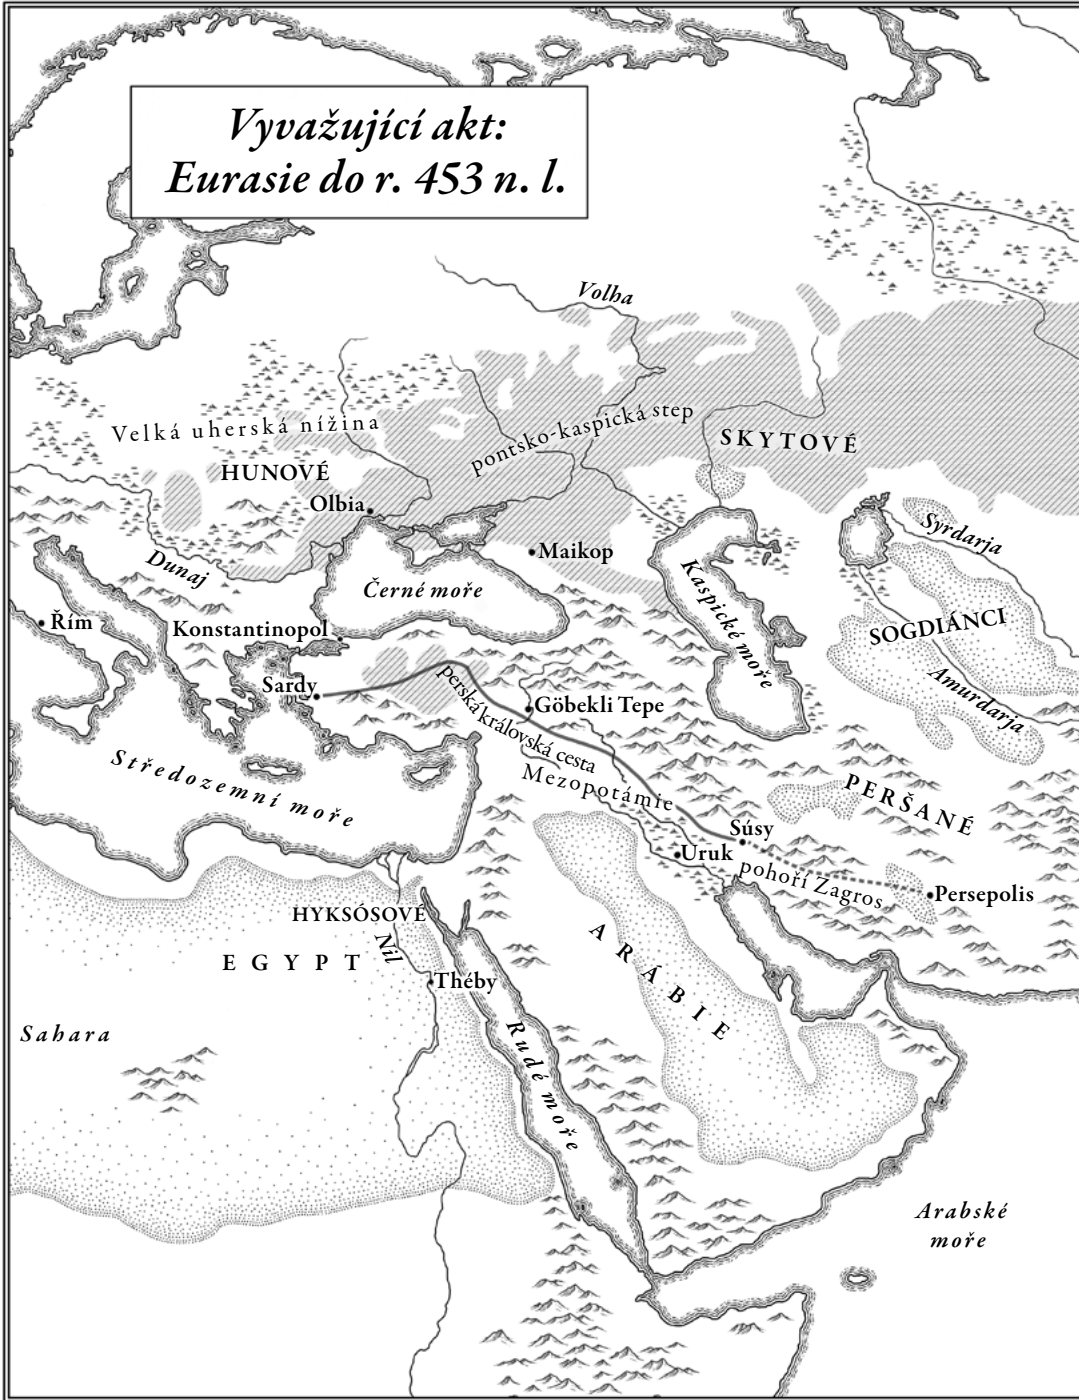 Vyvažující akt:
Eurasie do r. 453 n. l.
Volha
Velká uherská nížina
pontsko-kaspická step
SKYTOVÉ
HUNOVÉ
Olbia
Syrdarja
Maikop
Dunaj
Černé moře
Kaspické moře
Řím
Konstantinopol
SOGDIÁNCI
Sardy
Amurdarja
perská královská cesta
Göbekli Tepe
Středozemní moře
Mezopotámie
PERŠANÉ
Súsy
Uruk
pohoří Zagros
Persepolis
HYKSÓSOVÉ
EGYPT
Nil
ARÁBIE
Théby
Sahara
Rudé moře
Arabské
moře